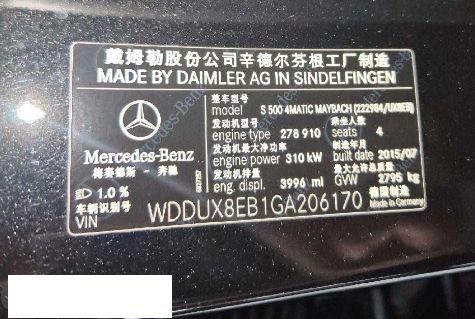 戴姆勒股份公司辛德尔芬根工厂制造
MADE BY DAIMLER AG IN SINDELFINGEN
Mercedes-Benz
梅赛德斯－奔驰
1.0 %
车辆识别号
VIN
整车型号
model S 500 4MATIC MAYBACH (222984/UX8EB)
发动机型号 乘坐人数
engine type 278 910 seats 4
发动机最大净功率 制造年月
engine power 310 kW built date 2015/07
发动机排量 最大允许总质量
eng. displ. 3996 ml GVW 2795 kg
德国制造
WDDUX8EB1GA206170 Made in Germany